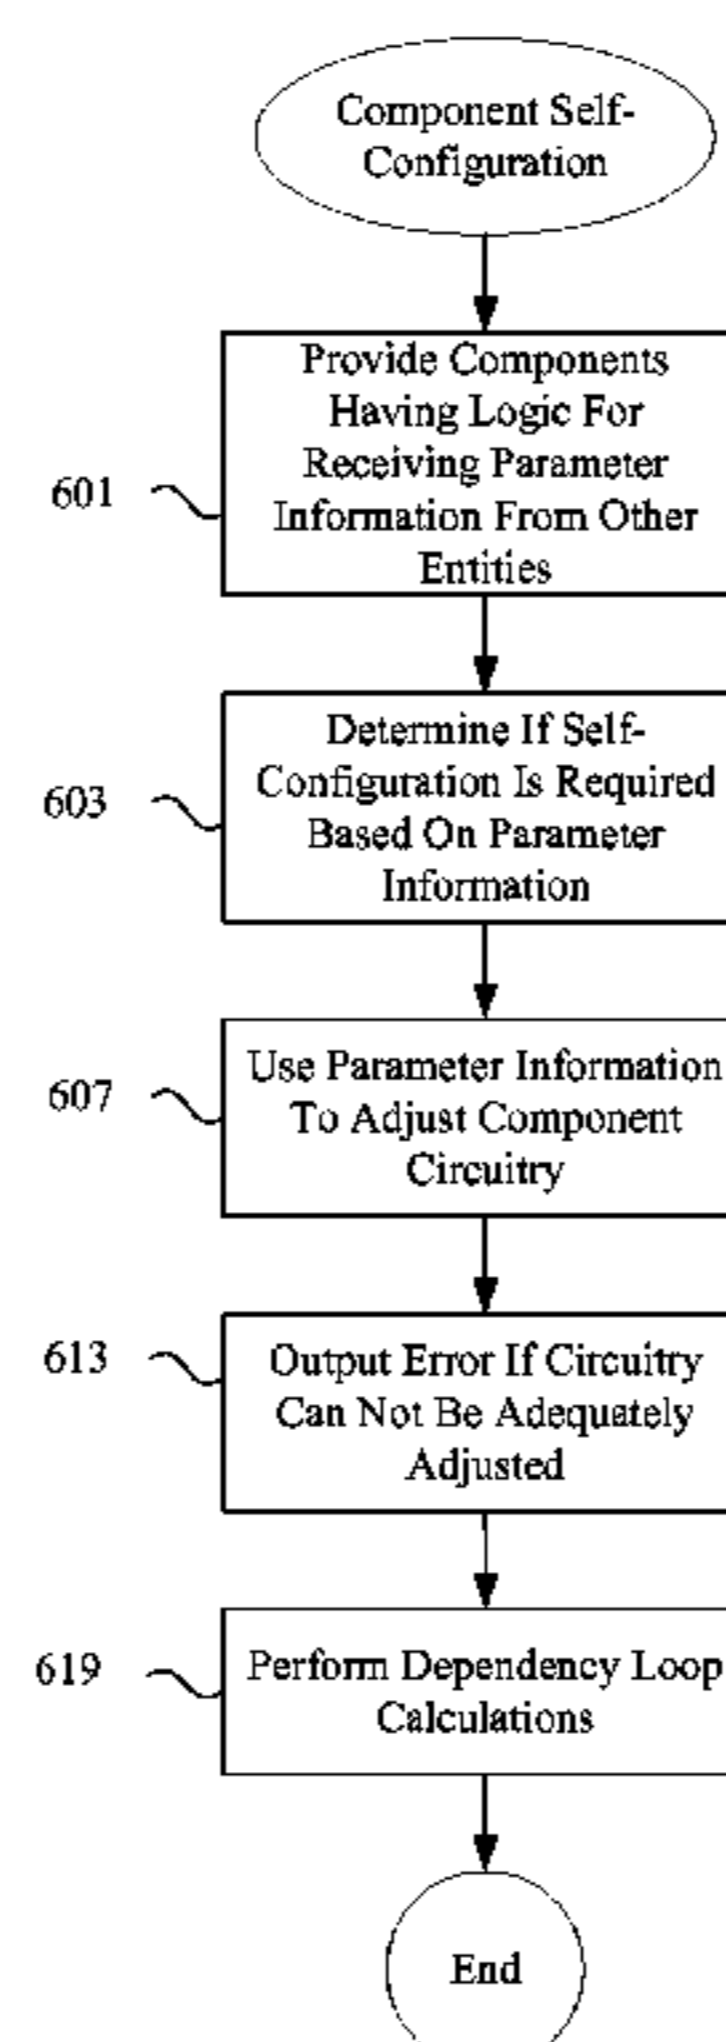 Component Self-
Configuration
Provide Components
Having Logic For
Receiving Parameter
Information From Other
Entities
601
Determine If Self-
Configuration Is Required
Based On Parameter
Information
603
Use Parameter Information
To Adjust Component
Circuitry
607
Output Error If Circuitry
Can Not Be Adequately
Adjusted
613
Perform Dependency Loop
Calculations
619
End